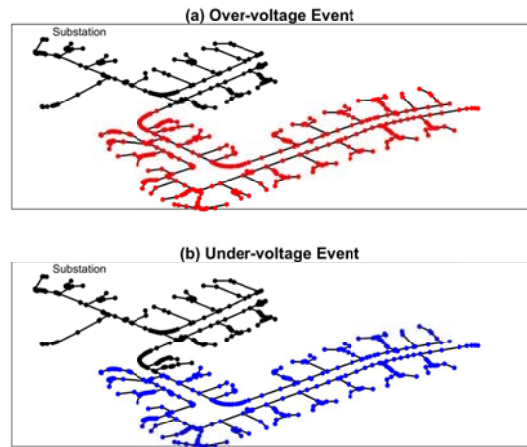 (a) Over-voltage Event
Substation
(b) Under-voltage Event
Substation